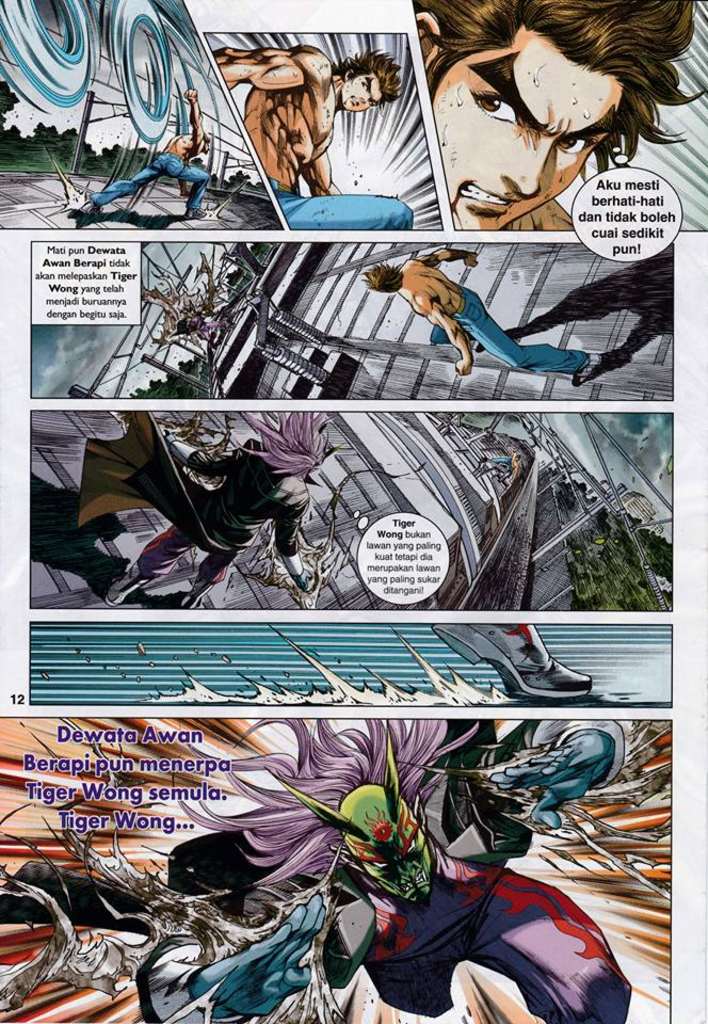 Aku mesti
berhati-hati
dan tidak boleh
cuai sedikit
pun!
Mati pun Dewata
Awan Berapi tidak
akan melepaskan Tiger
Wong yang telah
menjadi buruannya
dengan begitu saja.
Tiger
Wong bukan
lawan yang paling
kuat tetapi dia
merupakan lawan
yang paling sukar
ditangani!
12
Dewata Awan
Berapi pun menerpa
Tiger Wong semula.
Tiger Wong...